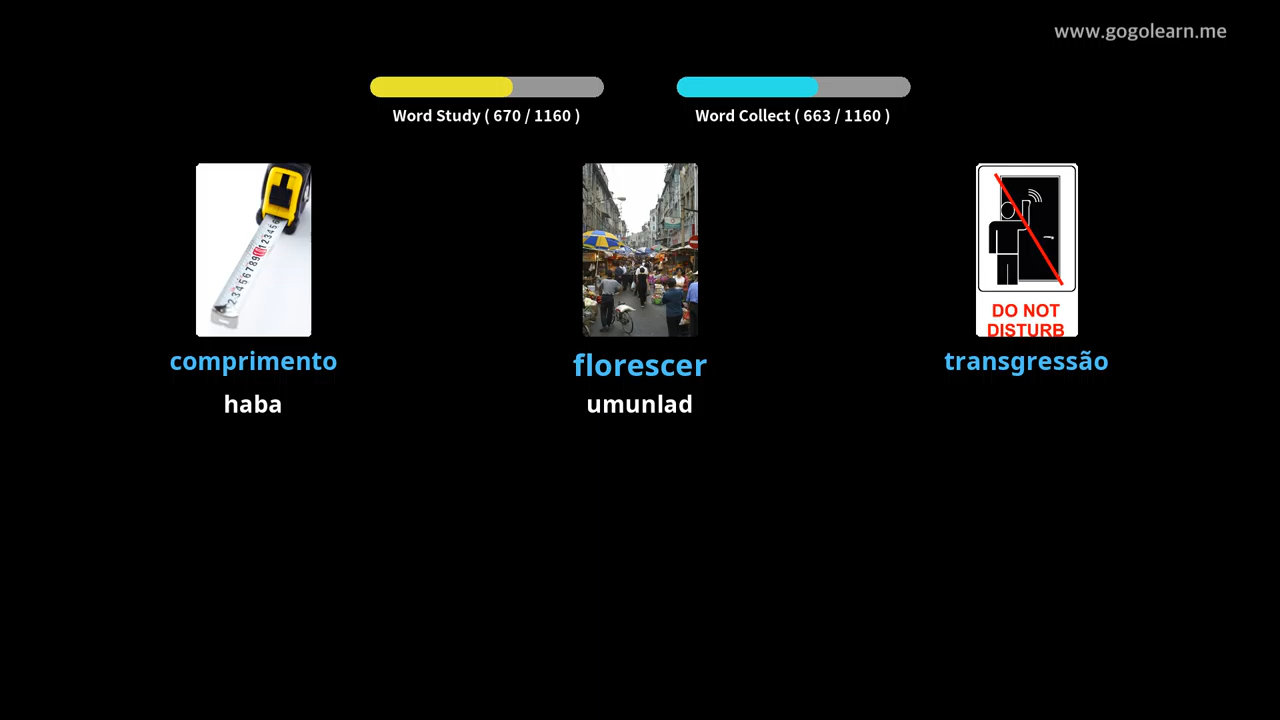 www.gogolearn.me
Word Study ( 670 / 1160 )
Word Collect ( 663 / 1160 )
DO NOT
DISTURB
comprimento
florescer
transgressão
haba
umunlad